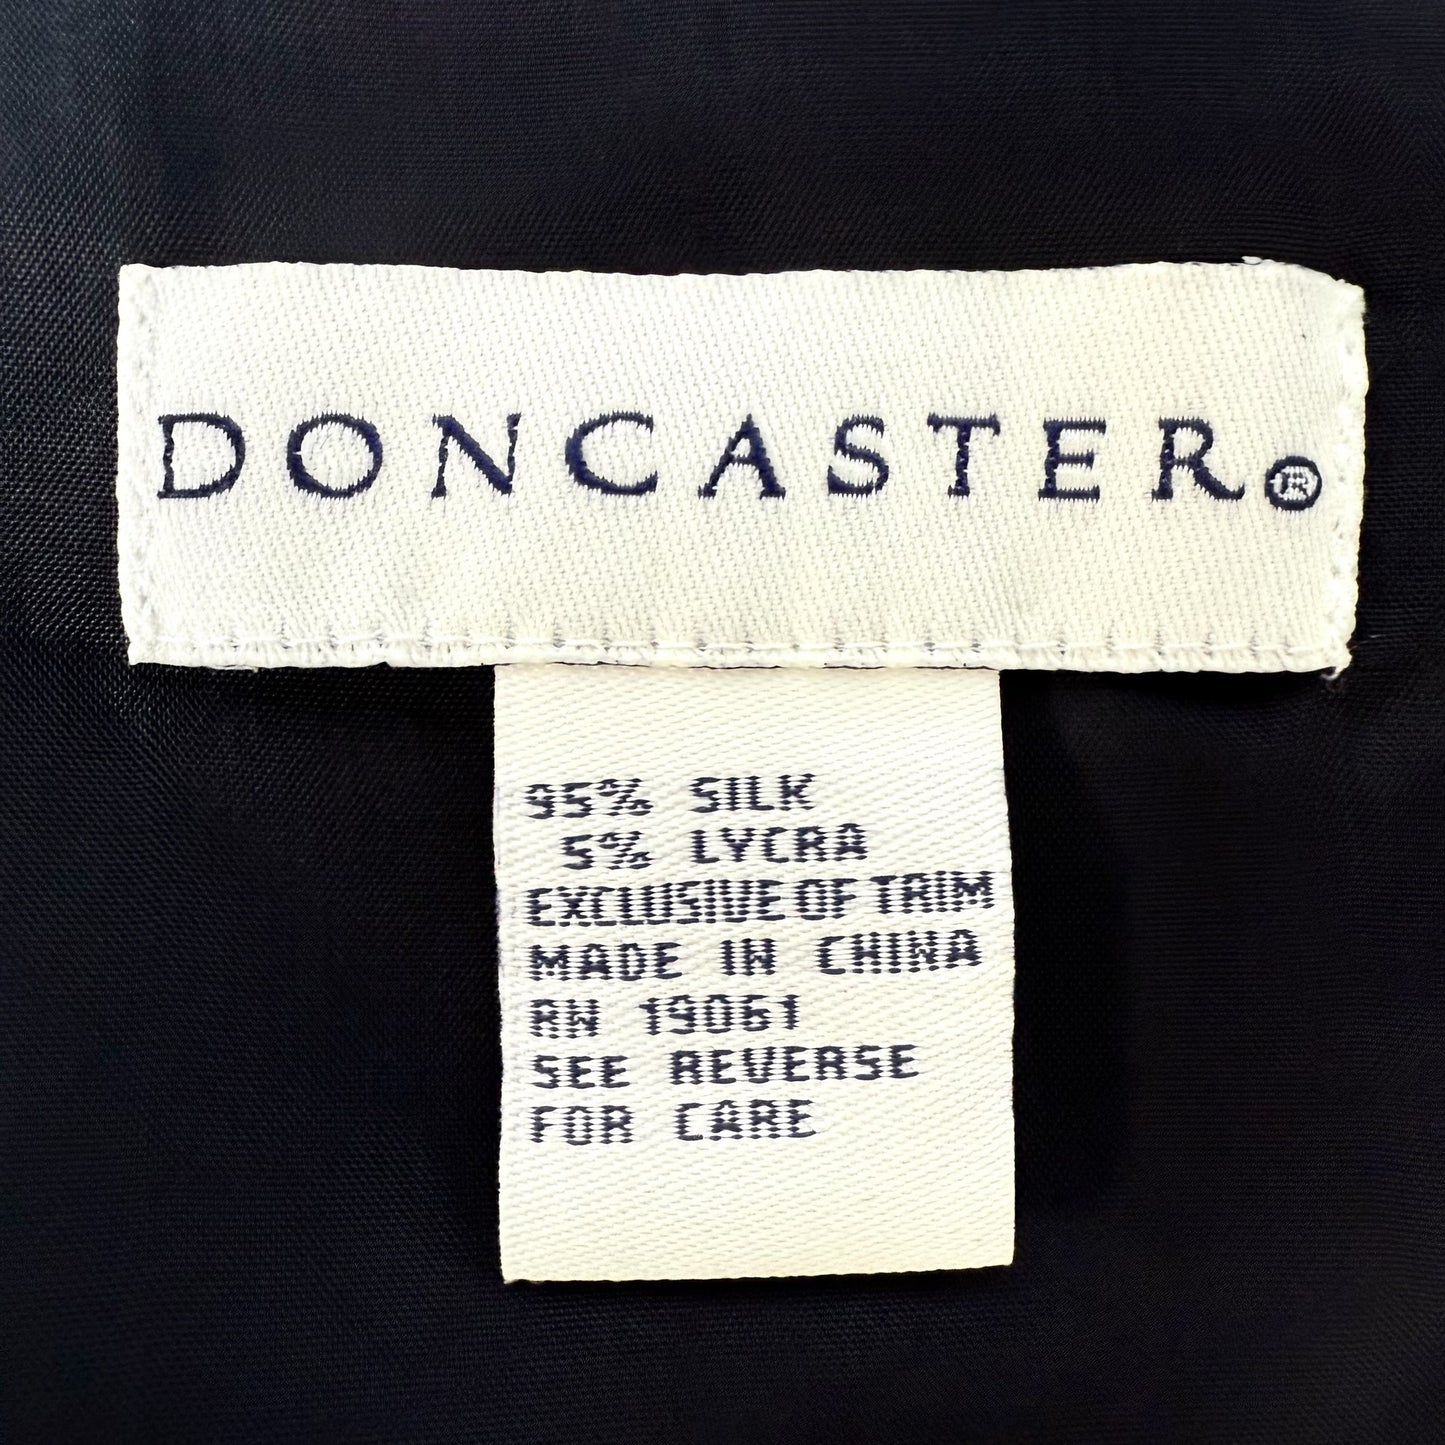 DONCASTER®
95% SILK
5% LYCRA
EXCLUSIVE OF TRIM
MADE IN CHINA
RN 19061
SEE REVERSE
FOR CARE